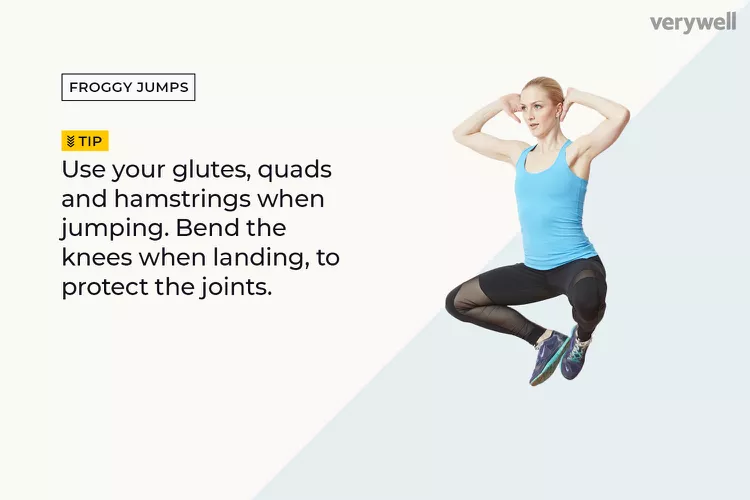 verywell
FROGGY JUMPS
TIP
Use your glutes, quads
and hamstrings when
jumping. Bend the
knees when landing, to
protect the joints.